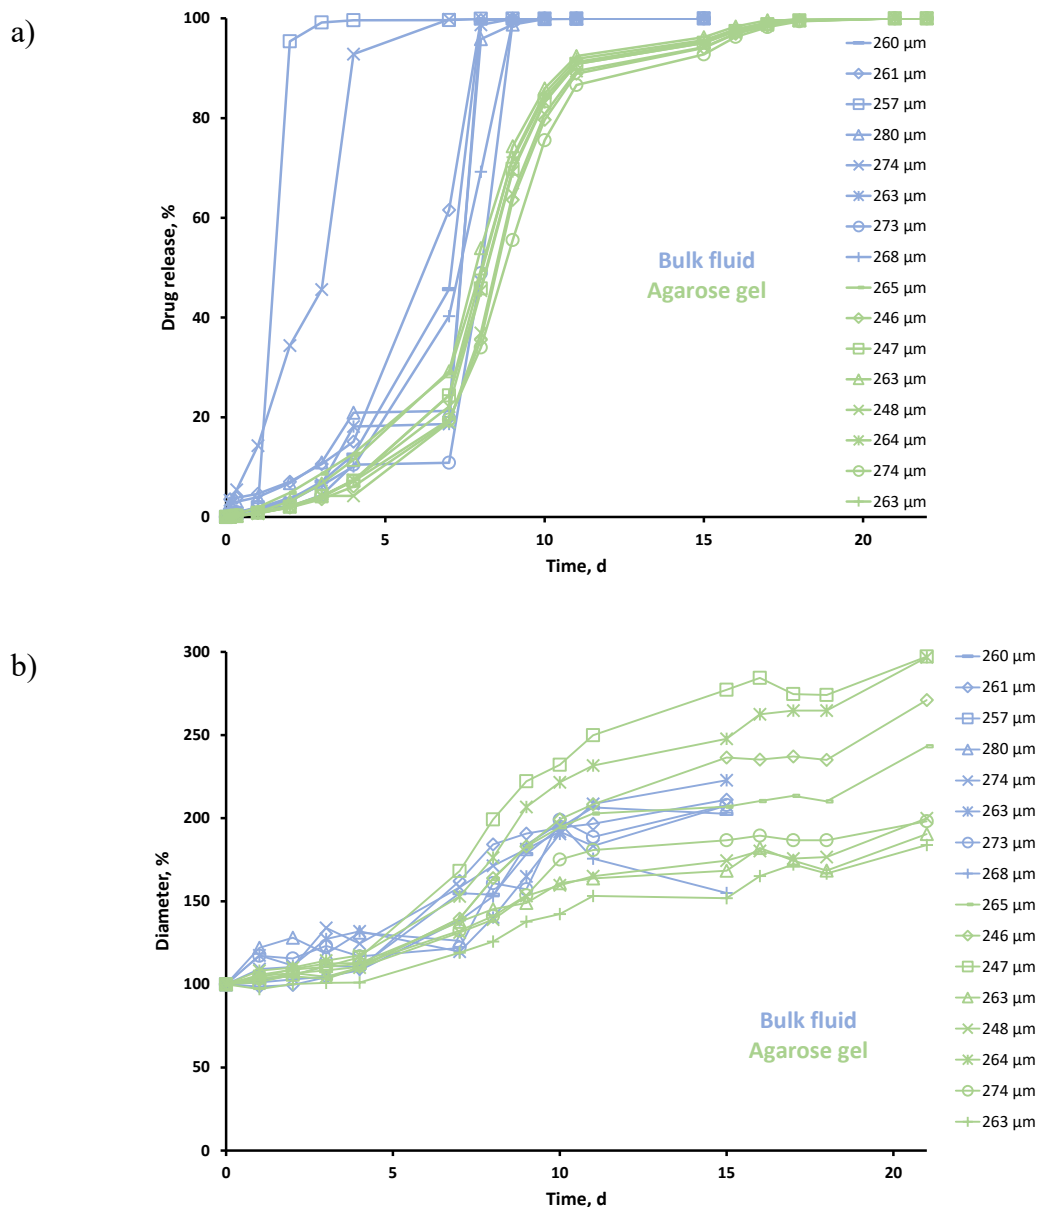 a)
100
80
60
40
20
0
Drug release, %
0
5
10
15
20
Time, d
Bulk fluid
Agarose gel
260 µm
261 µm
257 µm
280 µm
274 µm
263 µm
273 µm
268 µm
265 µm
246 µm
247 µm
263 µm
248 µm
264 µm
274 µm
263 µm
b)
300
250
200
150
100
50
0
Diameter, %
0
5
10
15
20
Time, d
Bulk fluid
Agarose gel
260 µm
261 µm
257 µm
280 µm
274 µm
263 µm
273 µm
268 µm
265 µm
246 µm
247 µm
263 µm
248 µm
264 µm
274 µm
263 µm